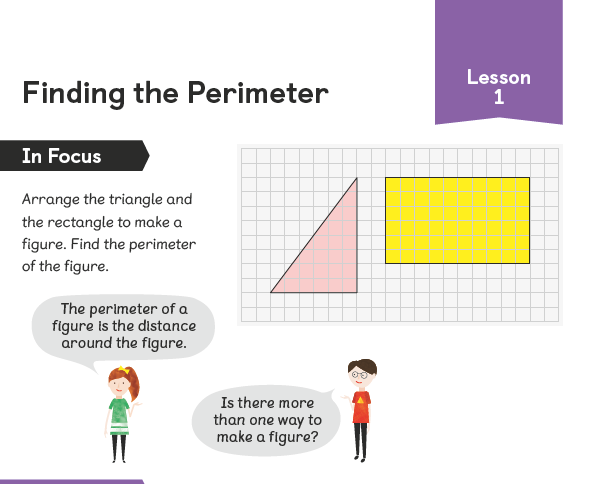 Lesson
1
Finding the Perimeter
In Focus
Arrange the triangle and
the rectangle to make a
figure. Find the perimeter
of the figure.
The perimeter of a
figure is the distance
around the figure.
Is there more
than one way to
make a figure?